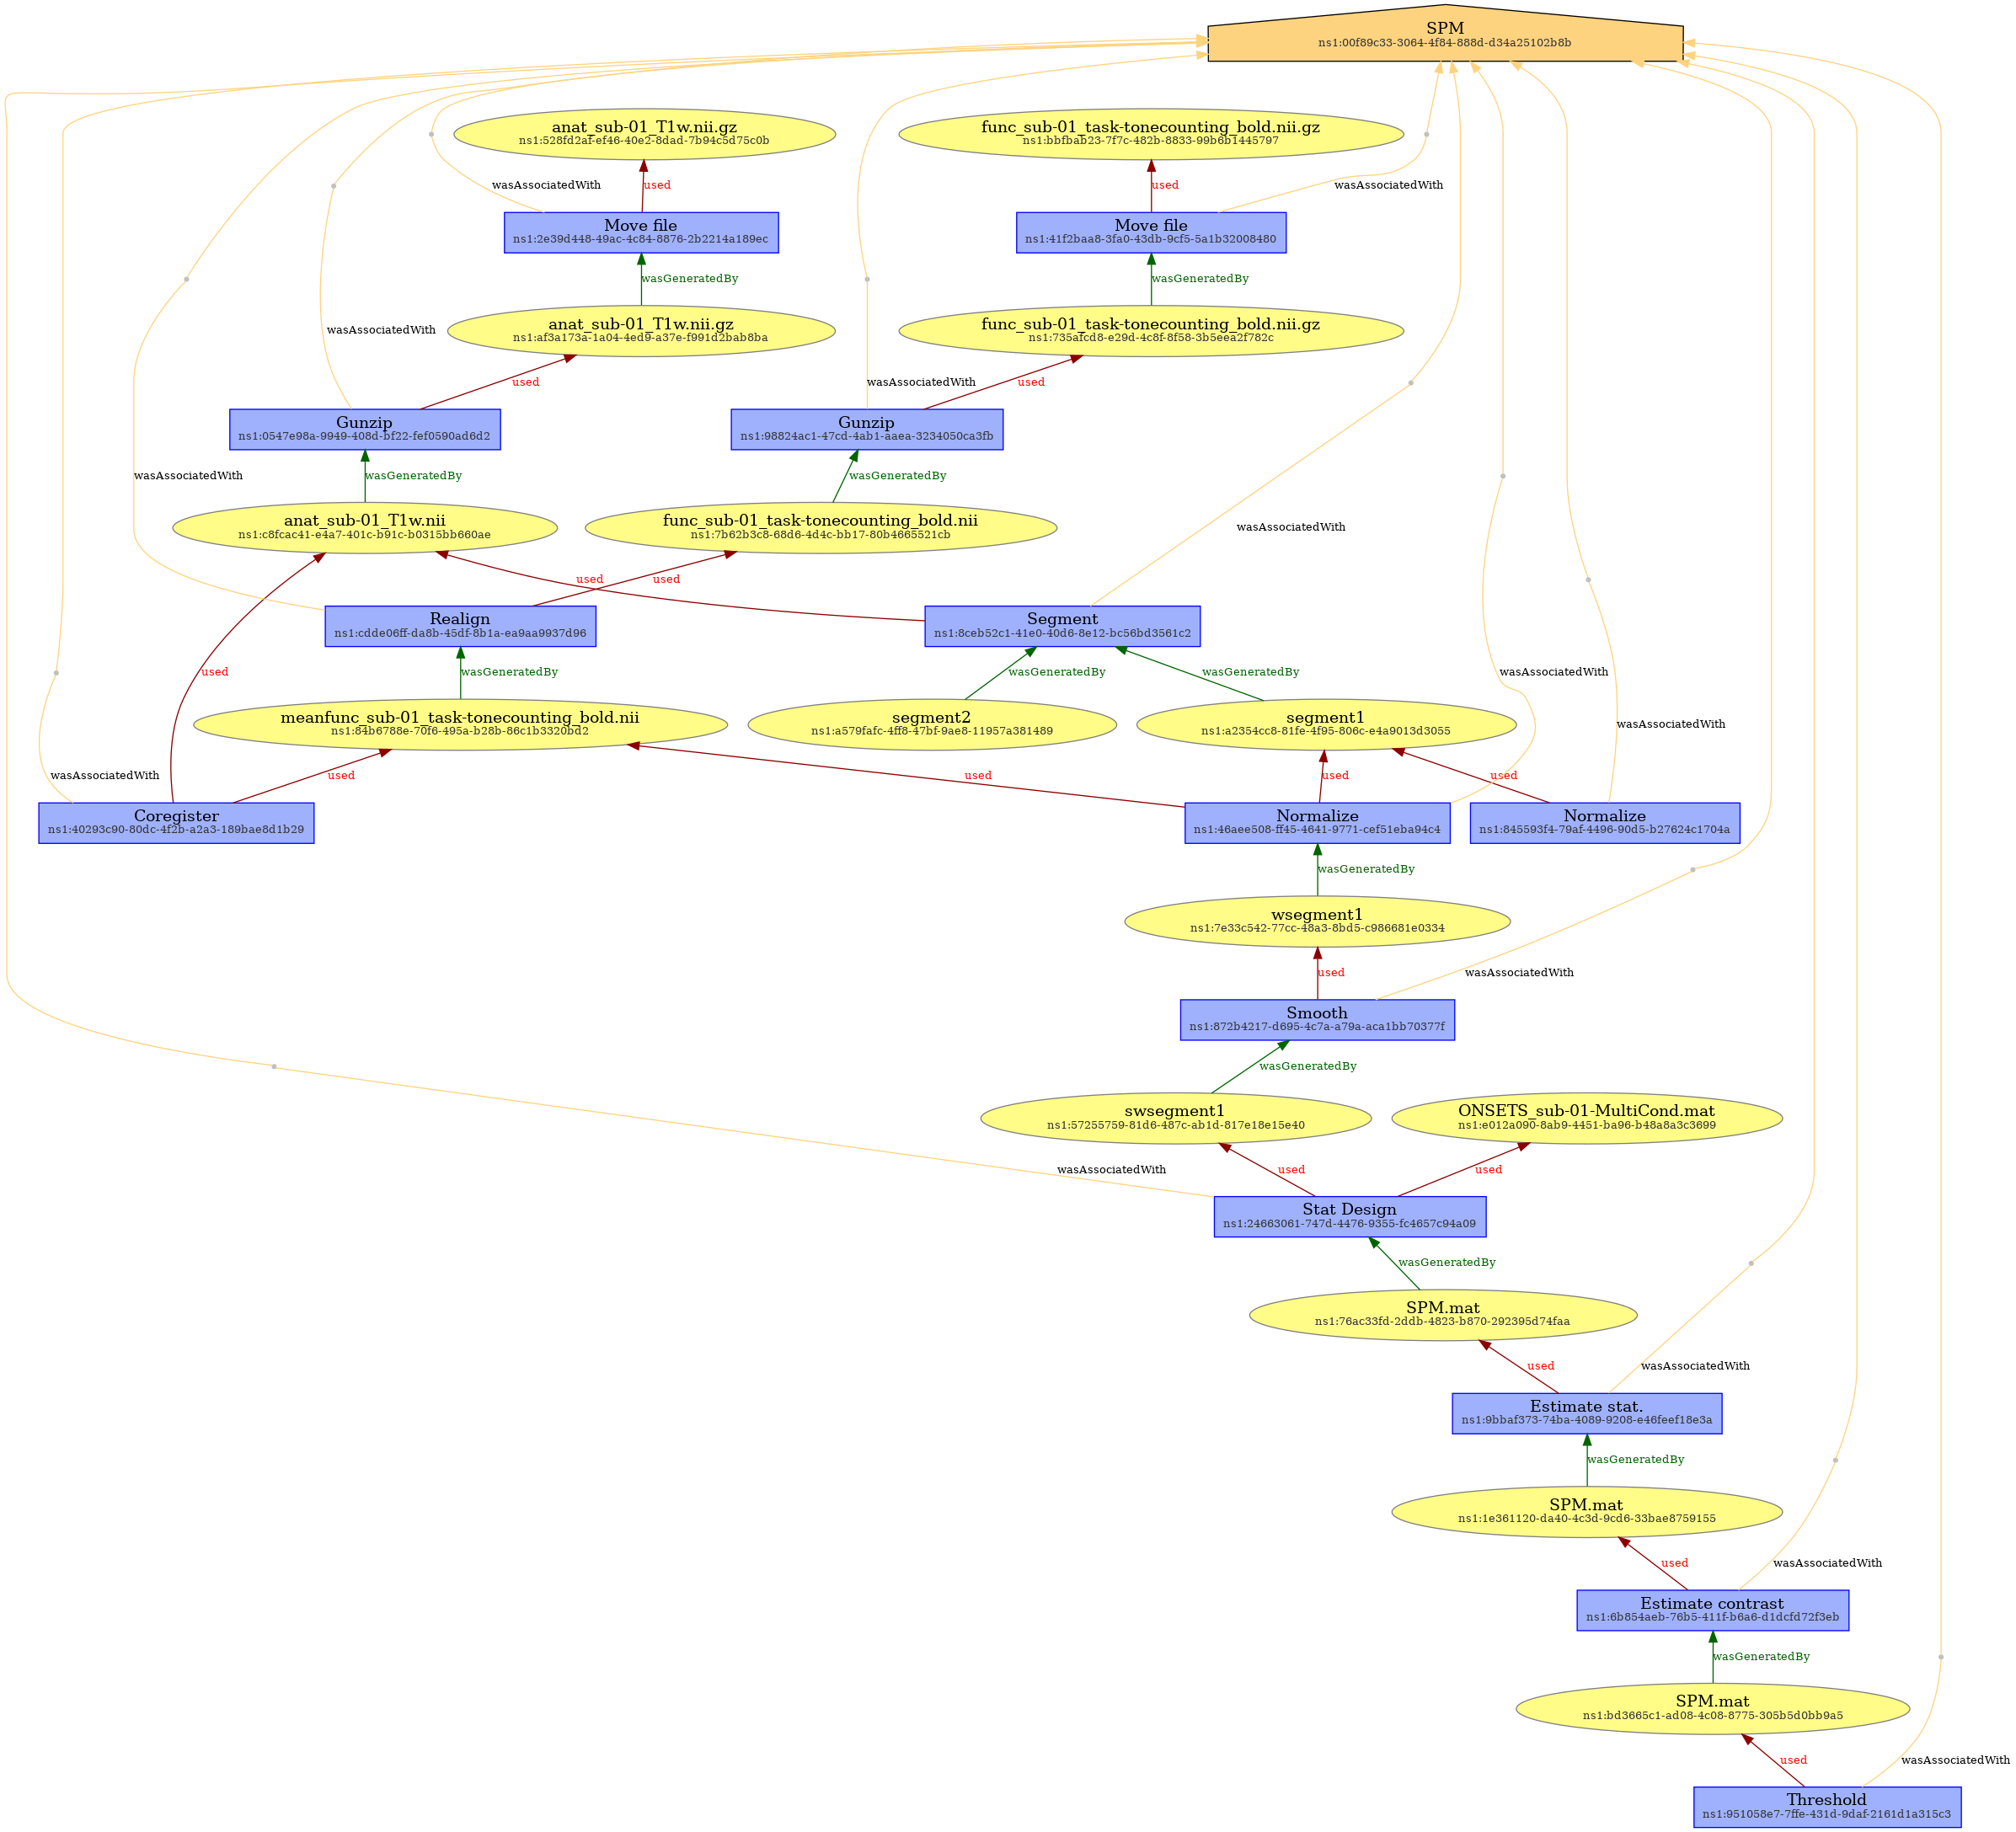 SPM
ns1:00f89c33-3064-4f84-888d-d34a25102b8b
anat_sub-01_T1w.nii.gz
ns1:528fd2af-ef46-40e2-8dad-7b94c5d75c0b
func_sub-01_task-tonecounting_bold.nii.gz
ns1:bbfbab23-7f7c-482b-8833-99b6b1445797
wasAssociatedWith
used
used
wasAssociatedWith
Move file
ns1:2e39d448-49ac-4c84-8876-2b2214a189ec
Move file
ns1:41f2baa8-3fa0-43db-9cf5-5a1b32008480
wasGeneratedBy
wasGeneratedBy
wasAssociatedWith
anat_sub-01_T1w.nii.gz
ns1:af3a173a-1a04-4ed9-a37e-f991d2bab8ba
func_sub-01_task-tonecounting_bold.nii.gz
ns1:735afcd8-e29d-4c8f-8f58-3b5eea2f782c
used
wasAssociatedWith
used
Gunzip
ns1:0547e98a-9949-408d-bf22-fef0590ad6d2
Gunzip
ns1:98824ac1-47cd-4ab1-aaea-3234050ca3fb
wasAssociatedWith
wasGeneratedBy
wasGeneratedBy
anat_sub-01_T1w.nii
ns1:c8fcac41-e4a7-401c-b91c-b0315bb660ae
func_sub-01_task-tonecounting_bold.nii
ns1:7b62b3c8-68d6-4d4c-bb17-80b4665521cb
wasAssociatedWith
used
used
Realign
ns1:cdde06ff-da8b-45df-8b1a-ea9aa9937d96
Segment
ns1:8ceb52c1-41e0-40d6-8e12-bc56bd3561c2
used
wasGeneratedBy
wasGeneratedBy
wasGeneratedBy
wasAssociatedWith
meanfunc_sub-01_task-tonecounting_bold.nii
ns1:84b6788e-70f6-495a-b28b-86c1b3320bd2
segment2
ns1:a579fafc-4ff8-47bf-9ae8-11957a381489
segment1
ns1:a2354cc8-81fe-4f95-806c-e4a9013d3055
wasAssociatedWith
wasAssociatedWith
used
used
used
used
Coregister
ns1:40293c90-80dc-4f2b-a2a3-189bae8d1b29
Normalize
ns1:46aee508-ff45-4641-9771-cef51eba94c4
Normalize
ns1:845593f4-79af-4496-90d5-b27624c1704a
wasGeneratedBy
wsegment1
ns1:7e33c542-77cc-48a3-8bd5-c986681e0334
used
wasAssociatedWith
Smooth
ns1:872b4217-d695-4c7a-a79a-aca1bb70377f
wasGeneratedBy
swsegment1
ns1:57255759-81d6-487c-ab1d-817e18e15e40
ONSETS_sub-01-MultiCond.mat
ns1:e012a090-8ab9-4451-ba96-b48a8a3c3699
wasAssociatedWith
used
used
Stat Design
ns1:24663061-747d-4476-9355-fc4657c94a09
wasGeneratedBy
SPM.mat
ns1:76ac33fd-2ddb-4823-b870-292395d74faa
used
wasAssociatedWith
Estimate stat.
ns1:9bbaf373-74ba-4089-9208-e46feef18e3a
wasGeneratedBy
SPM.mat
ns1:1e361120-da40-4c3d-9cd6-33bae8759155
used
wasAssociatedWith
Estimate contrast
ns1:6b854aeb-76b5-411f-b6a6-d1dcfd72f3eb
wasGeneratedBy
SPM.mat
ns1:bd3665c1-ad08-4c08-8775-305b5d0bb9a5
used
wasAssociatedWith
Threshold
ns1:951058e7-7ffe-431d-9daf-2161d1a315c3